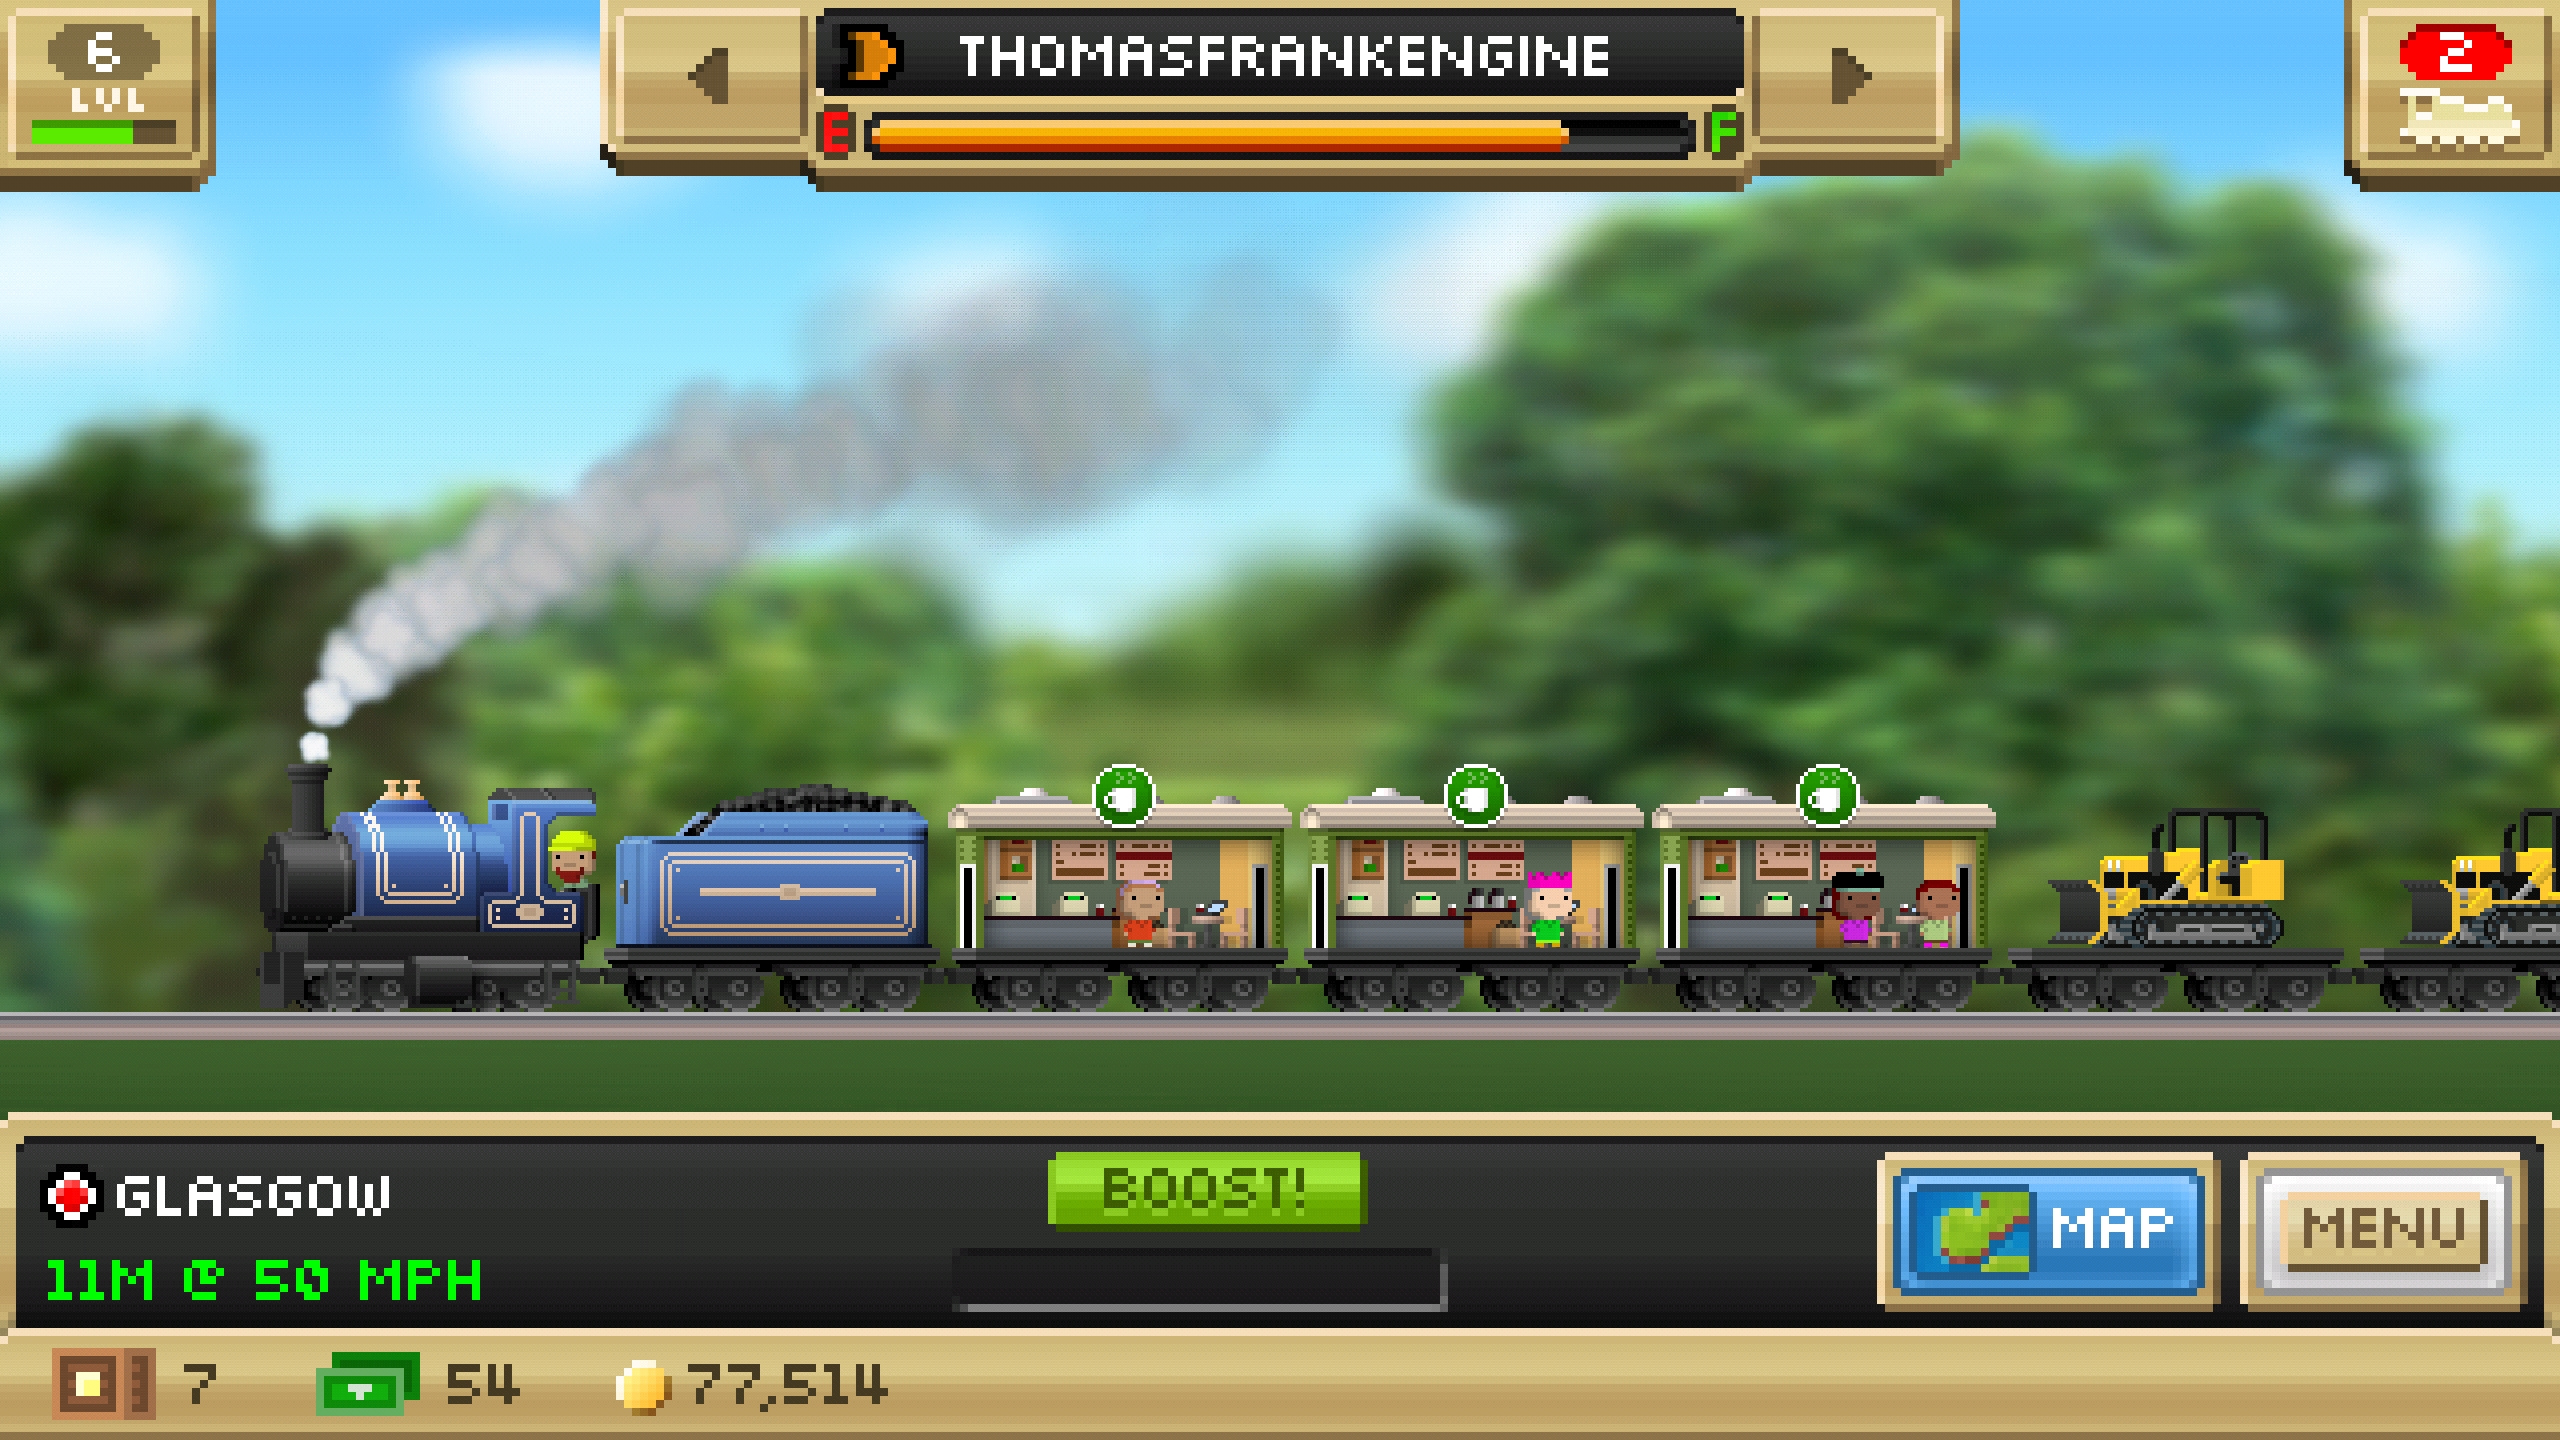 6
LVL
THOMASFRANKENGINE
E F
2
GLASGOW
11M @ 50 MPH
BOOST!
MAP
MENU
7
54
77,514